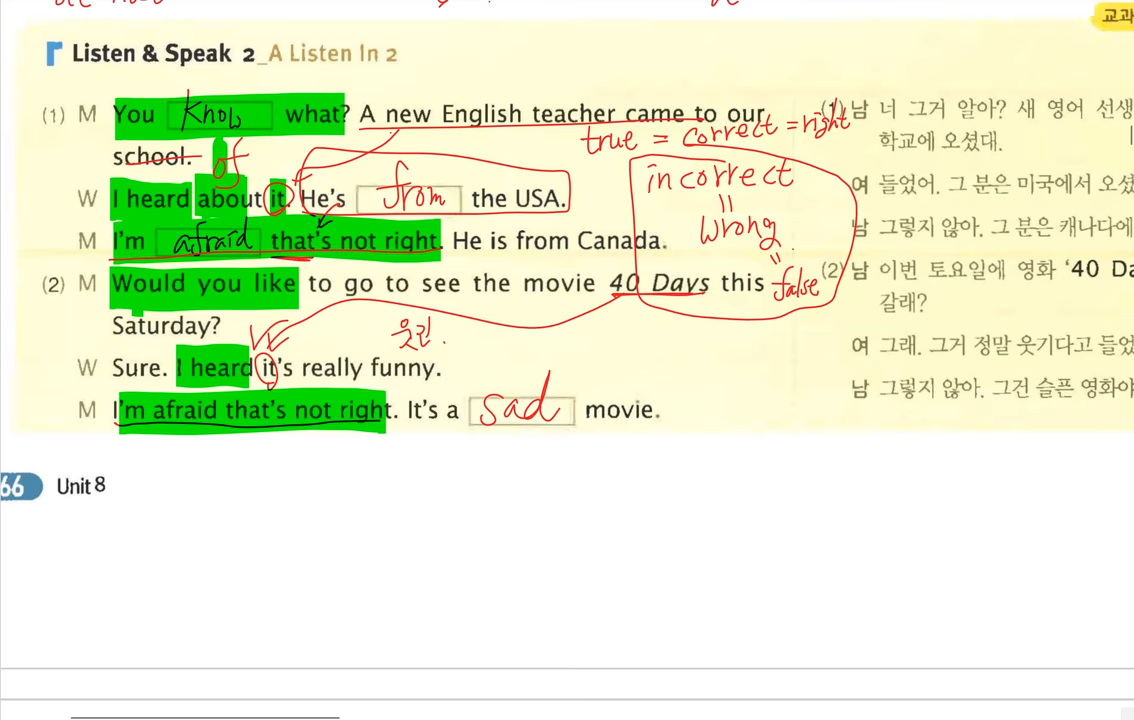 교과
Listen & Speak 2_A Listen In 2
(1) M You know what? A new English teacher came to our
true = correct = right
school. of
W I heard about it. He's from the USA.
M I'm afraid that's not right. He is from Canada.
incorrect
=
wrong
=
false
(2) M Would you like to go to see the movie 40 Days this
Saturday?
웃긴.
W Sure. I heard it's really funny.
M I'm afraid that's not right. It's a sad movie.
(1) 남 너 그거 알아? 새 영어 선생
학교에 오셨대.
여 들었어. 그 분은 미국에서 오셨
남 그렇지 않아. 그 분은 캐나다에
(2) 남 이번 토요일에 영화 ‘40 Da
갈래?
여 그래. 그거 정말 웃기다고 들었
남 그렇지 않아. 그건 슬픈 영화야
66 Unit 8